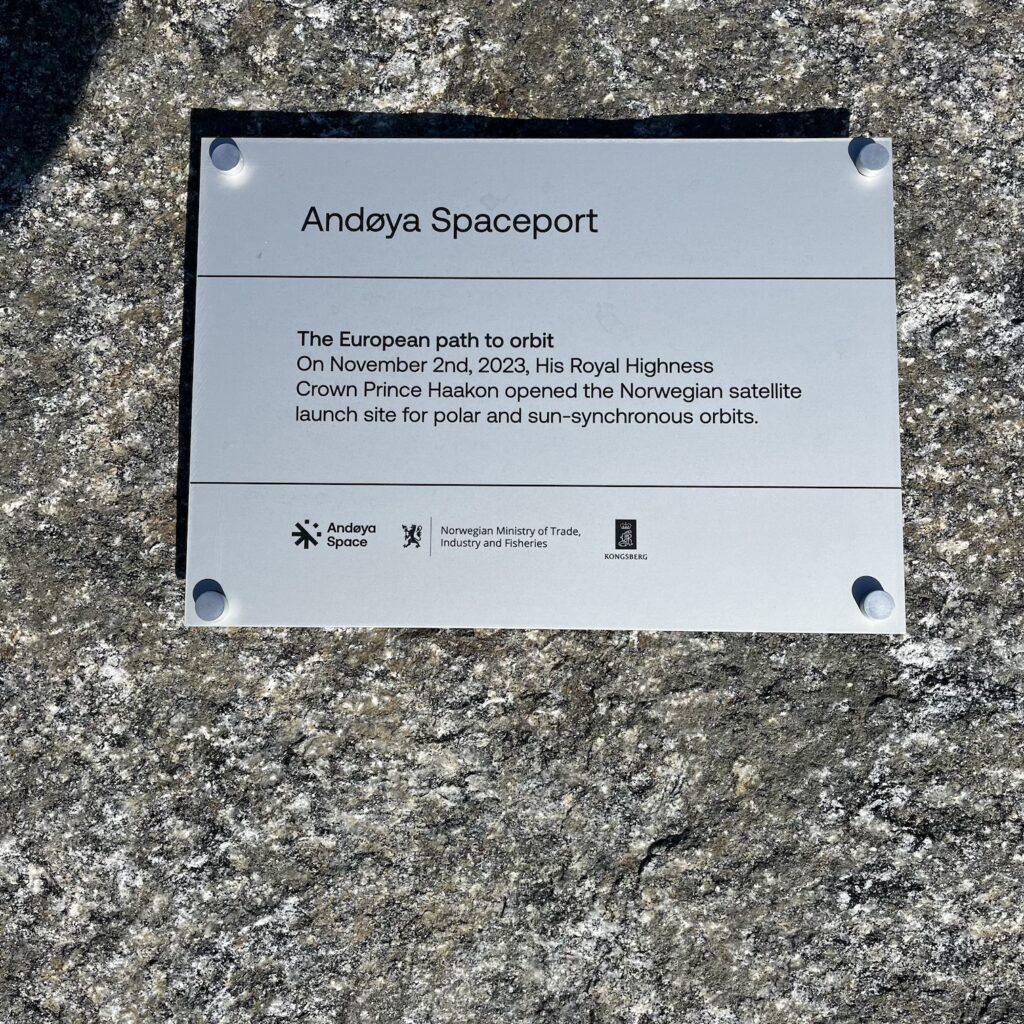 Andøya Spaceport
The European path to orbit
On November 2nd, 2023, His Royal Highness
Crown Prince Haakon opened the Norwegian satellite
launch site for polar and sun-synchronous orbits.
Andøya
Space
Norwegian Ministry of Trade,
Industry and Fisheries
KONGSBERG